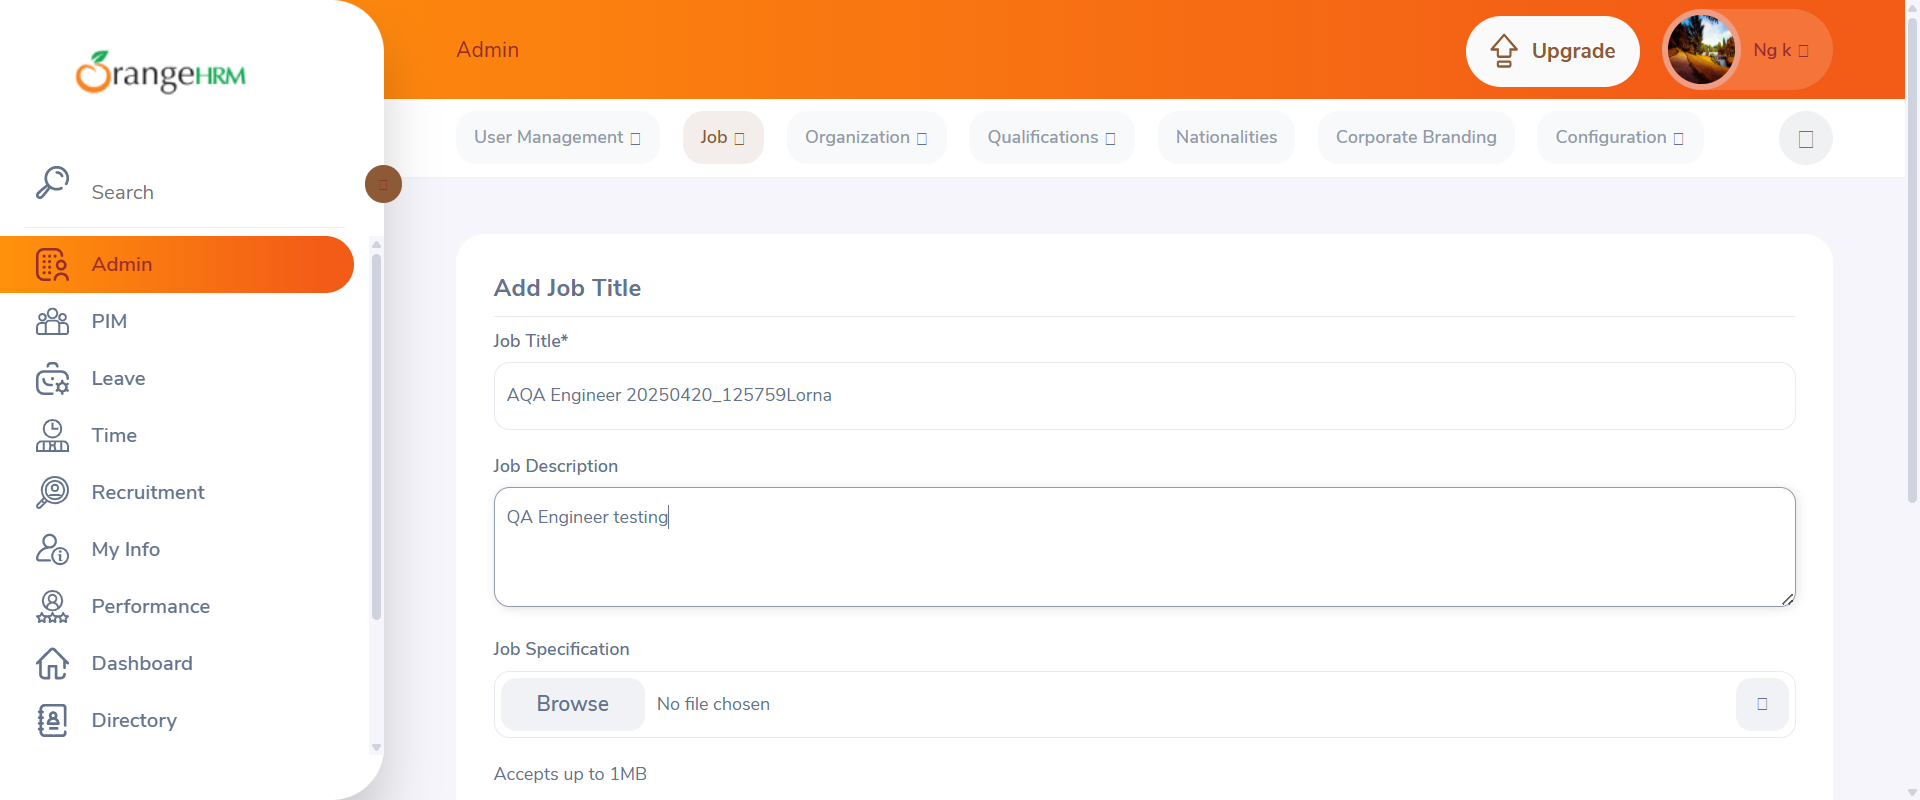 OrangeHRM
Search
Admin
PIM
Leave
Time
Recruitment
My Info
Performance
Dashboard
Directory
Admin
Upgrade
Ng k
User Management
Job
Organization
Qualifications
Nationalities
Corporate Branding
Configuration
Add Job Title
Job Title*
AQA Engineer 20250420_125759Lorna
Job Description
QA Engineer testing
Job Specification
Browse
No file chosen
Accepts up to 1MB